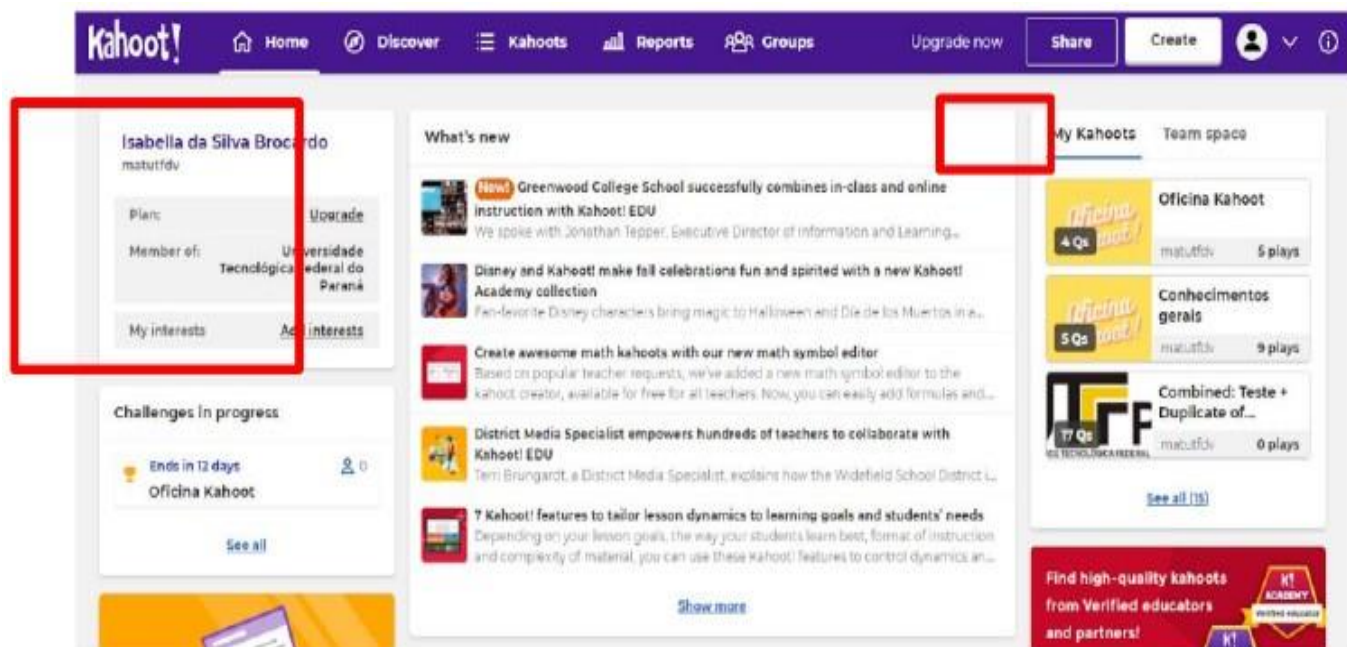 Kahoot!
Home
Discover
Kahoots
Reports
Groups
Upgrade now
Share
Create
Isabella da Silva Brocardo
matutfdv
Plan: Upgrade
Member of: Universidade
Tecnológica Federal do
Paraná
My interests Add interests
Challenges in progress
Ends in 12 days 0
Oficina Kahoot
See all
What's new
New! Greenwood College School successfully combines in-class and online
instruction with Kahoot! EDU
We spoke with Jonathan Tepper, Executive Director of Information and Learning...
Disney and Kahoot! make fall celebrations fun and spirited with a new Kahoot!
Academy collection
Fan-favorite Disney characters bring magic to Halloween and Día de los Muertos in a...
Create awesome math kahoots with our new math symbol editor
Based on popular teacher requests, we've added a new math symbol editor to the
kahoot creator, available for free for all teachers. Now, you can easily add formulas and...
District Media Specialist empowers hundreds of teachers to collaborate with
Kahoot! EDU
Terri Brungardt, a District Media Specialist, explains how the Widefield School District i...
7 Kahoot! features to tailor lesson dynamics to learning goals and students' needs
Depending on your lesson goals, the way your students learn best, format of instruction
and complexity of material, you can use these Kahoot! features to control dynamics an...
Show more
My Kahoots Team space
Oficina
4 Qs
Oficina Kahoot
matutfdv 5 plays
Oficina
5 Qs
Conhecimentos
gerais
matutfdv 9 plays
17 Qs
TECNOLÓGICA FEDERAL
Combined: Teste +
Duplicate of...
matutfdv 0 plays
See all (15)
Find high-quality kahoots
from Verified educators
and partners!
K!
ACADEMY
Verified educator
K!